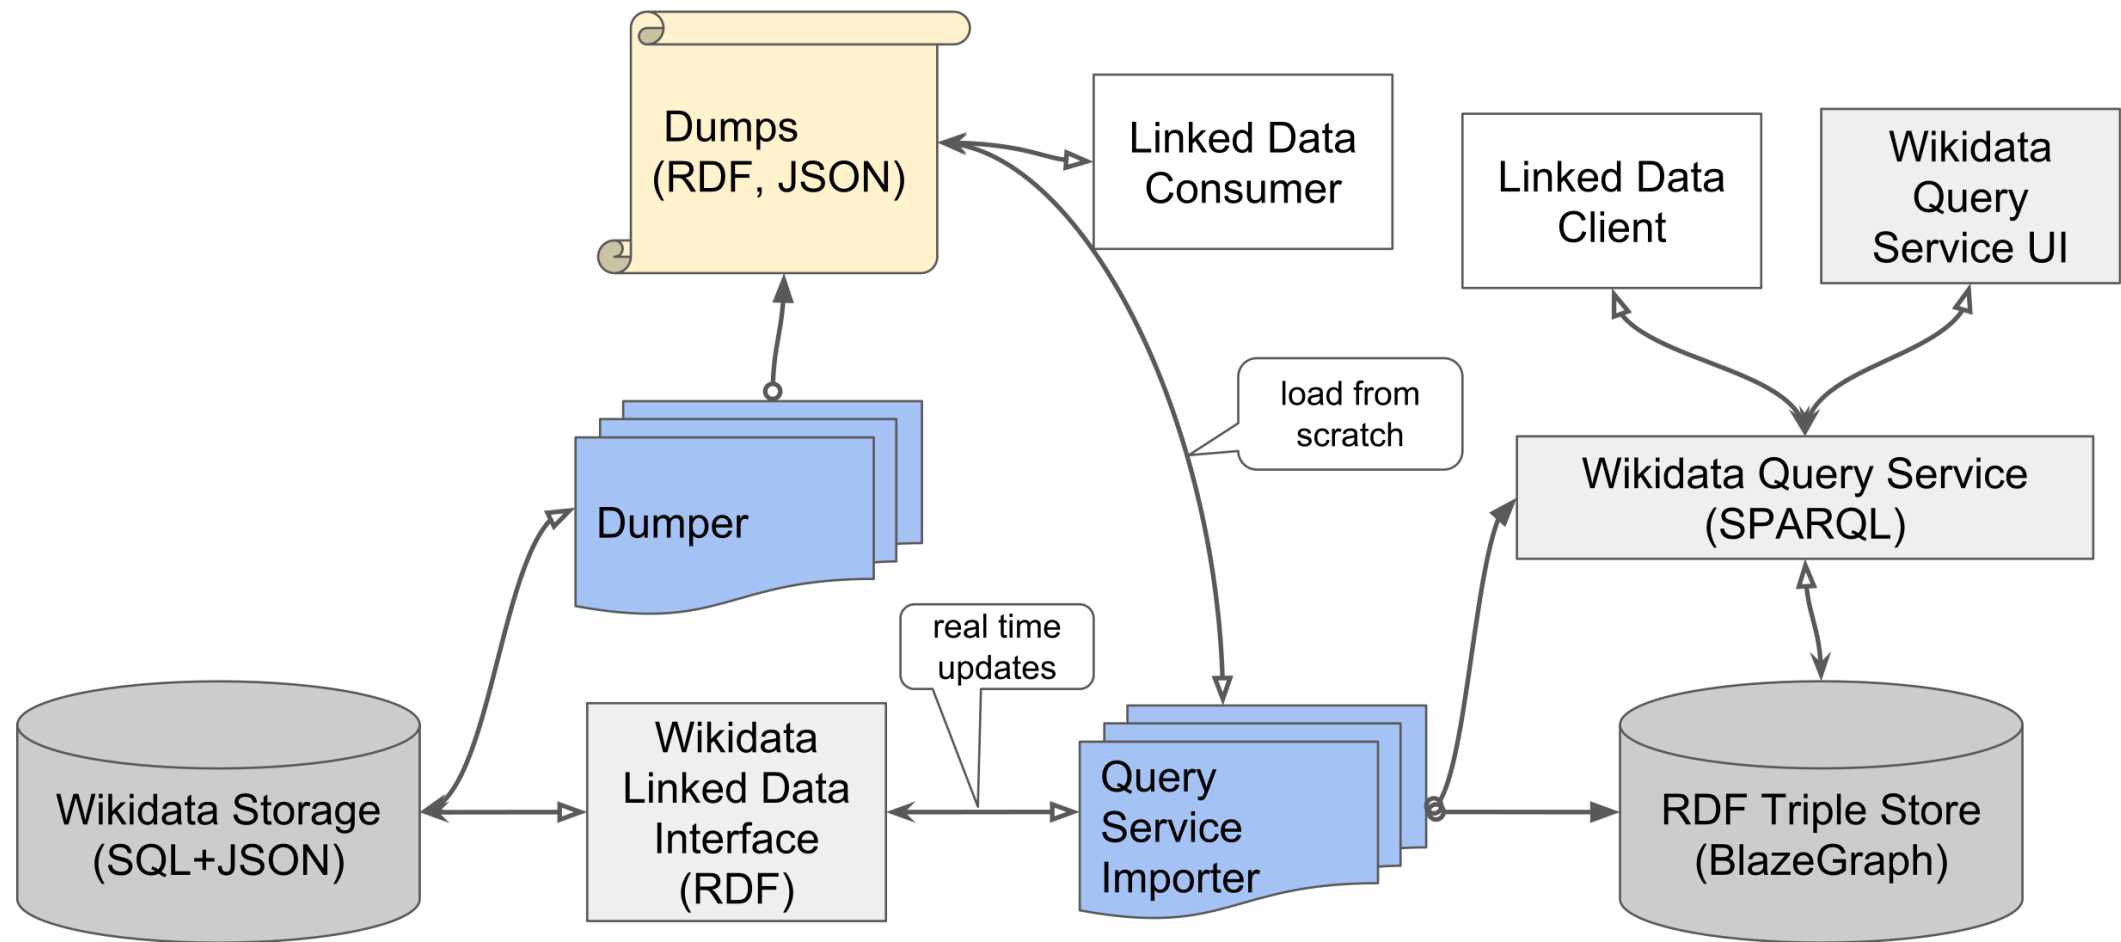 Dumps
(RDF, JSON)
Linked Data
Consumer
Linked Data
Client
Wikidata
Query
Service UI
load from
scratch
Wikidata Query Service
(SPARQL)
Dumper
real time
updates
Wikidata Storage
(SQL+JSON)
Wikidata
Linked Data
Interface
(RDF)
Query
Service
Importer
RDF Triple Store
(BlazeGraph)